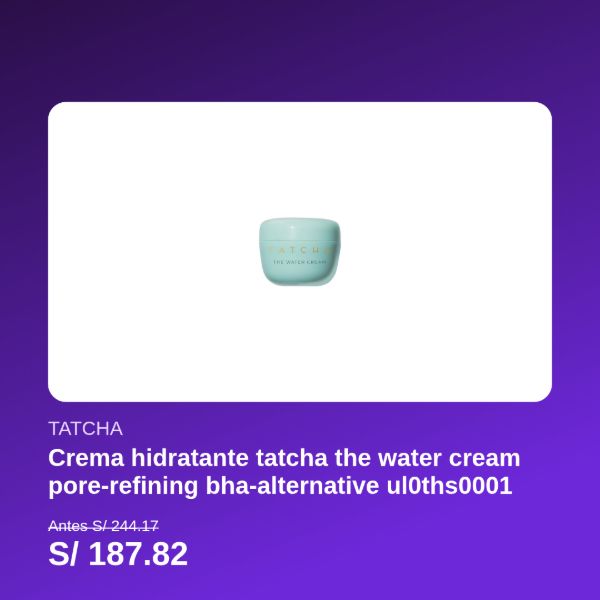 TATCHA
THE WATER CREAM
TATCHA
Crema hidratante tatcha the water cream
pore-refining bha-alternative ul0ths0001
Antes S/ 244.17
S/ 187.82